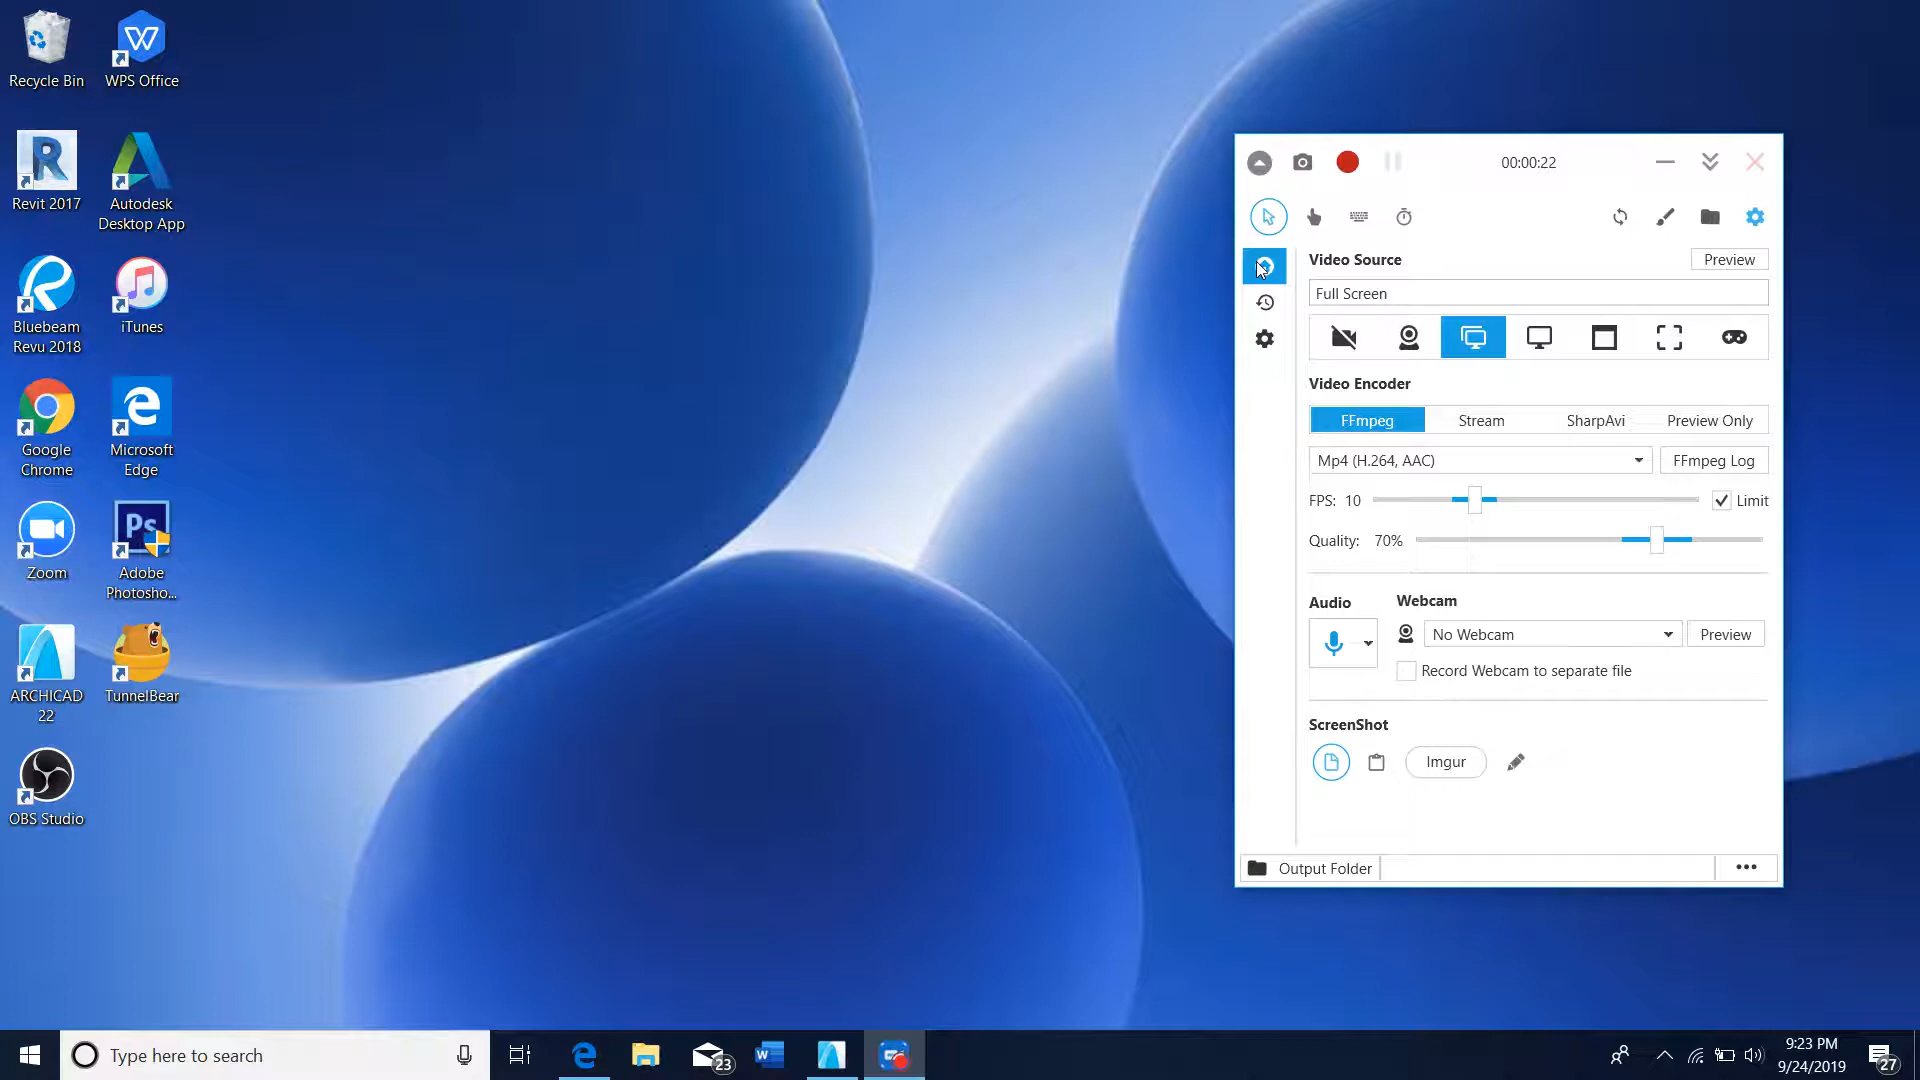 Recycle Bin
WPS Office
Revit 2017
Autodesk
Desktop App
Bluebeam
Revu 2018
iTunes
Google
Chrome
Microsoft
Edge
Zoom
Adobe
Photosho...
ARCHICAD
22
TunnelBear
OBS Studio
00:00:22
Video Source
Preview
Full Screen
Video Encoder
FFmpeg
Stream
SharpAvi
Preview Only
Mp4 (H.264, AAC)
FFmpeg Log
FPS: 10
Limit
Quality: 70%
Audio
Webcam
No Webcam
Preview
Record Webcam to separate file
ScreenShot
Imgur
Output Folder
Type here to search
23
9:23 PM
9/24/2019
27